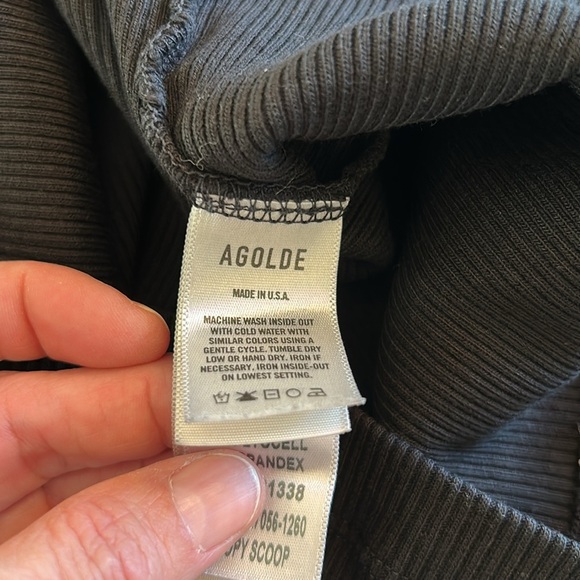 AGOLDE
MADE IN U.S.A.
MACHINE WASH INSIDE OUT
WITH COLD WATER WITH
SIMILAR COLORS USING A
GENTLE CYCLE. TUMBLE DRY
LOW OR HAND DRY. IRON IF
NECESSARY, IRON INSIDE-OUT
ON LOWEST SETTING.
1338
056-1260
SCOOP